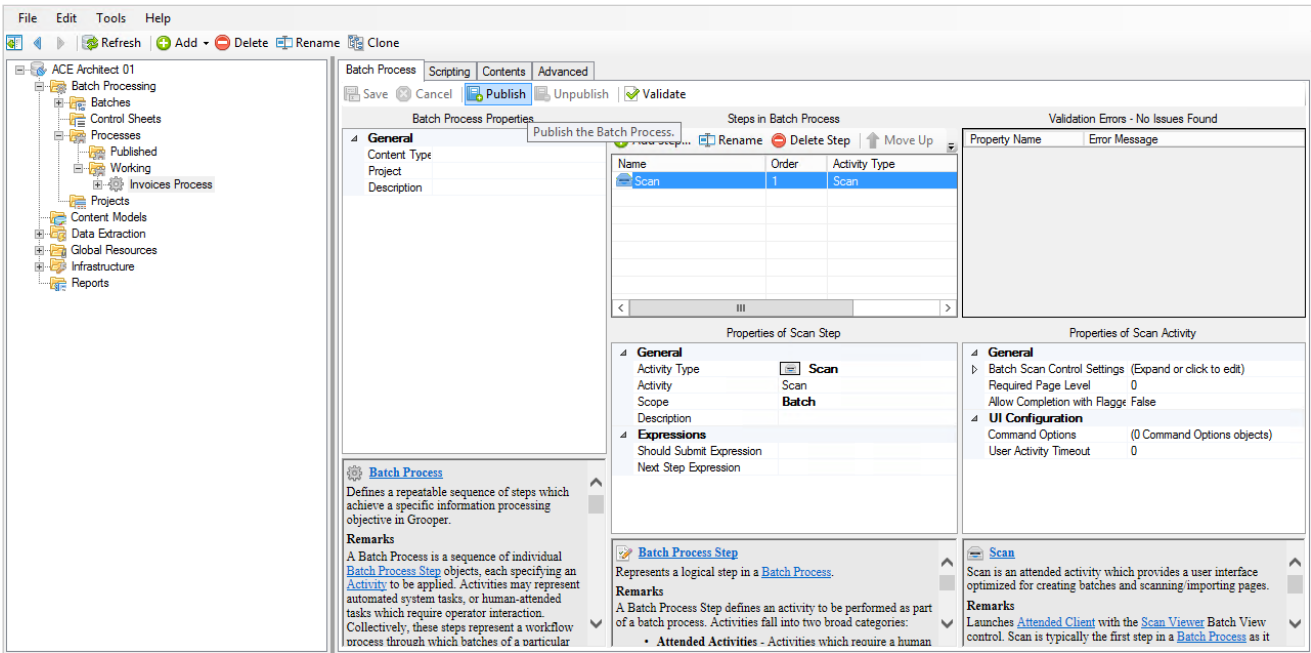 File Edit Tools Help
Refresh Add Delete Rename Clone
ACE Architect 01
Batch Processing
Batches
Control Sheets
Processes
Published
Working
Invoices Process
Projects
Content Models
Data Extraction
Global Resources
Infrastructure
Reports
Batch Process Scripting Contents Advanced
Save Cancel Publish Unpublish Validate
Batch Process Properties
Publish the Batch Process.
General
Content Type
Project
Description
Batch Process
Defines a repeatable sequence of steps which
achieve a specific information processing
objective in Grooper.
Remarks
A Batch Process is a sequence of individual
Batch Process Step objects, each specifying an
Activity to be applied. Activities may represent
automated system tasks, or human-attended
tasks which require operator interaction.
Collectively, these steps represent a workflow
process through which batches of a particular
Steps in Batch Process
Add Step... Rename Delete Step Move Up
Name Order Activity Type
Scan 1 Scan
Properties of Scan Step
General
Activity Type Scan
Activity Scan
Scope Batch
Description
Expressions
Should Submit Expression
Next Step Expression
Batch Process Step
Represents a logical step in a Batch Process.
Remarks
A Batch Process Step defines an activity to be performed as part
of a batch process. Activities fall into two broad categories:
• Attended Activities - Activities which require a human
Validation Errors - No Issues Found
Property Name Error Message
Properties of Scan Activity
General
Batch Scan Control Settings (Expand or click to edit)
Required Page Level 0
Allow Completion with Flagge False
UI Configuration
Command Options (0 Command Options objects)
User Activity Timeout 0
Scan
Scan is an attended activity which provides a user interface
optimized for creating batches and scanning/importing pages.
Remarks
Launches Attended Client with the Scan Viewer Batch View
control. Scan is typically the first step in a Batch Process as it